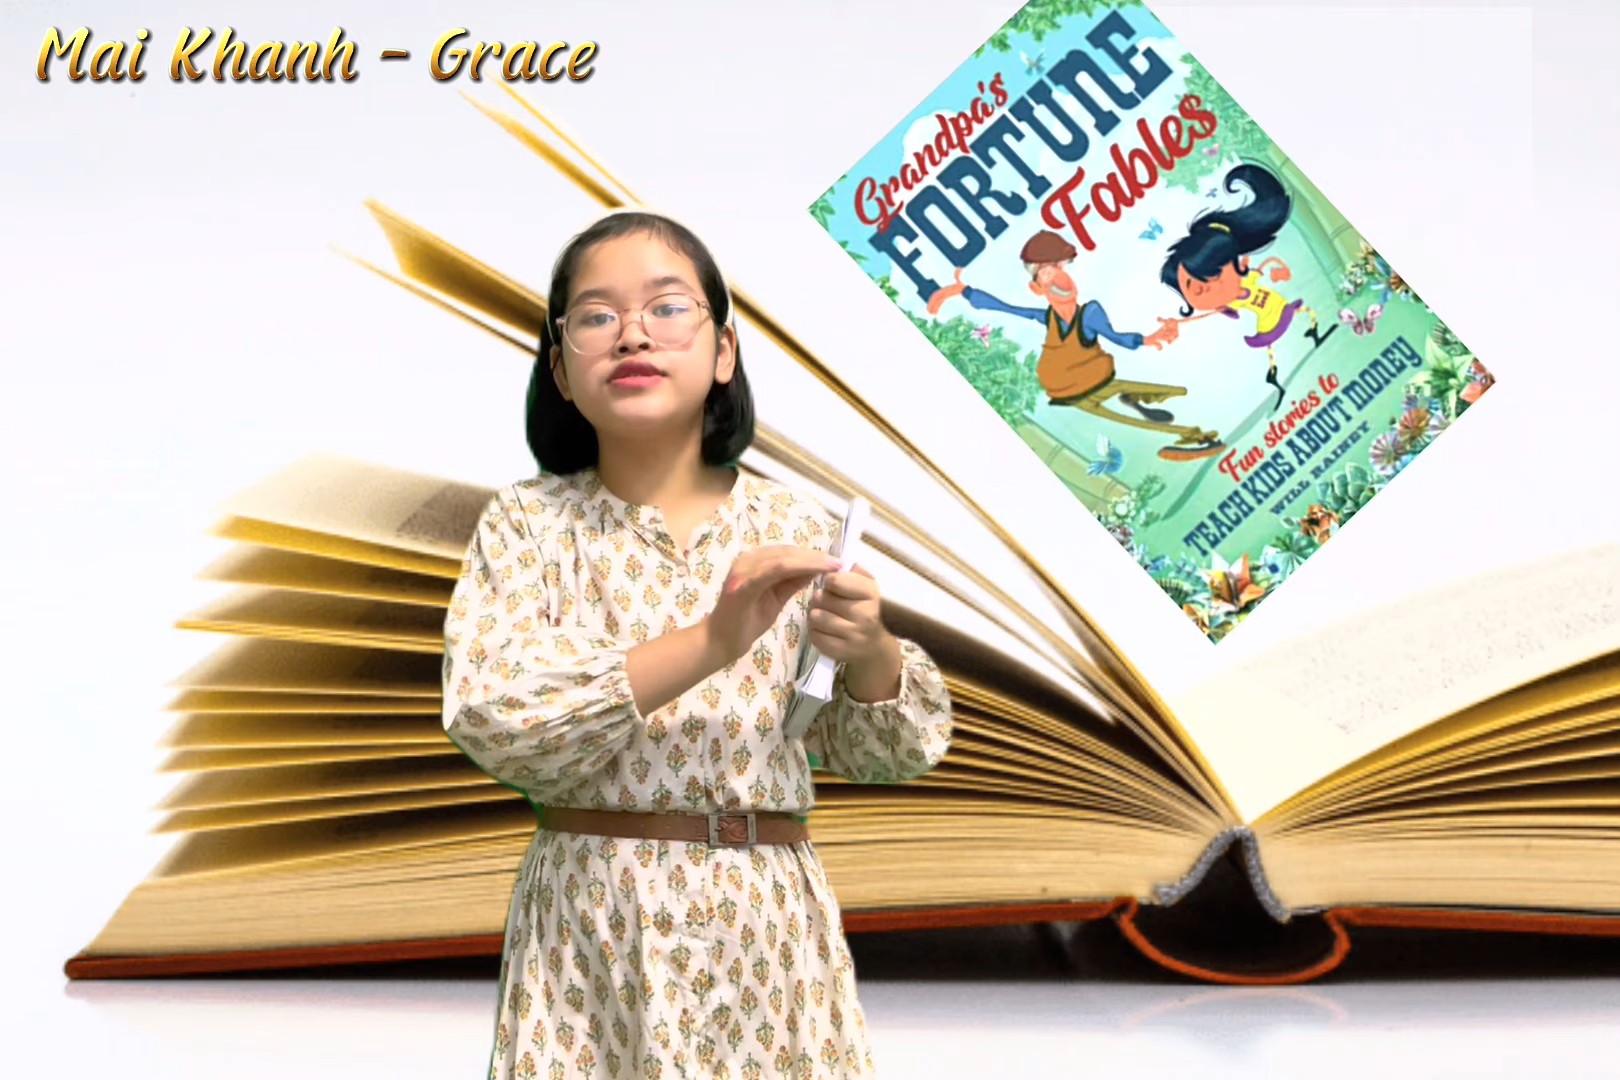 Mai Khanh - Grace
Grandpa's
FORTUNE
Fables
Fun stories to
TEACH KIDS ABOUT MONEY
WILL RAINEY